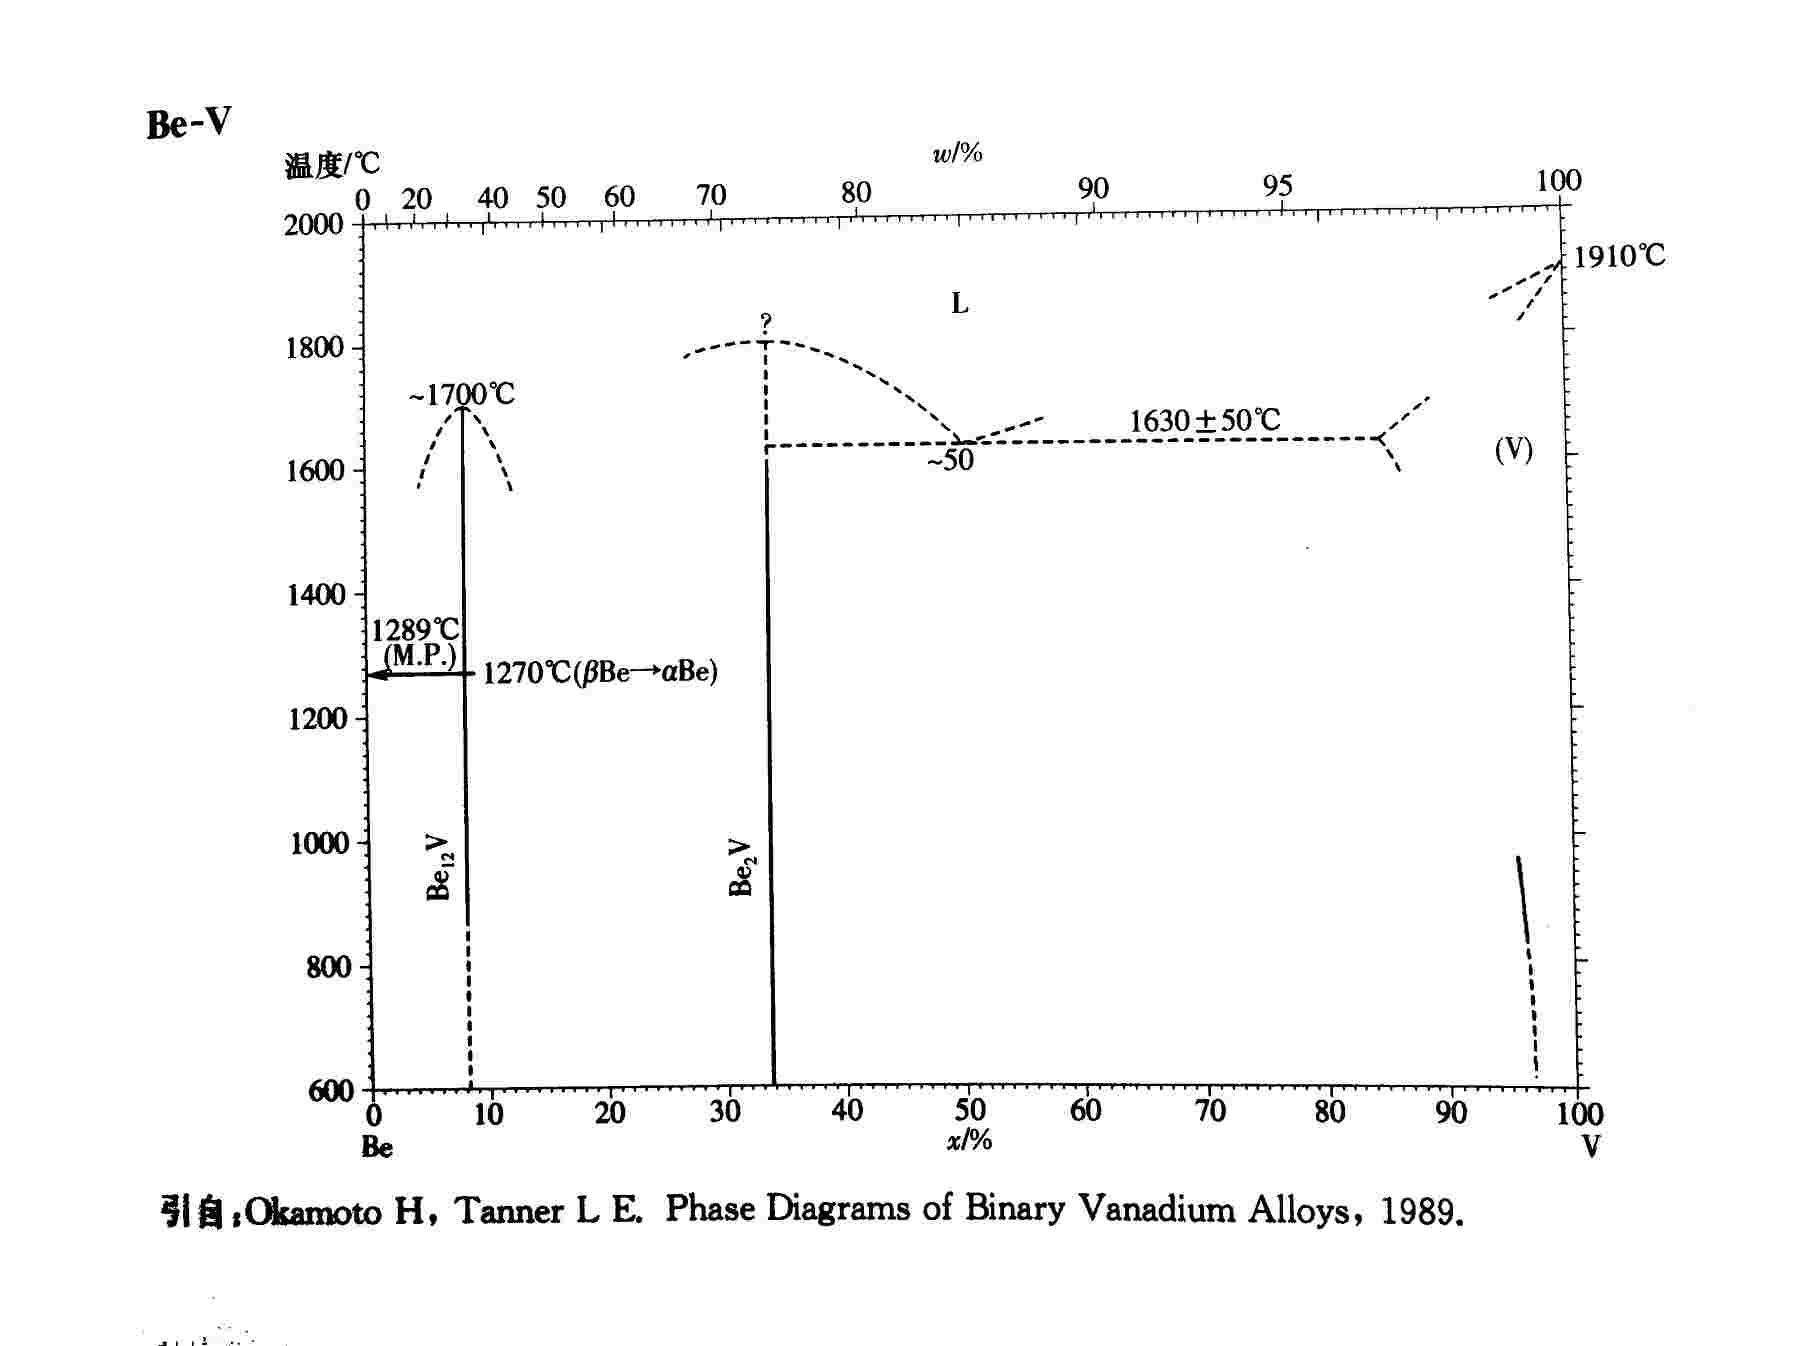 Be-V
温度/℃
w/%
0 20 40 50 60 70 80 90 95 100
2000
1910℃
L
?
1800
~1700℃
1630±50℃
~50
(V)
1600
1400
1289℃
(M.P.)
1270℃(βBe→αBe)
1200
1000
Be₁₂V
Be₂V
800
600
0 10 20 30 40 50 60 70 80 90 100
Be
x/%
V
引自:Okamoto H, Tanner L E. Phase Diagrams of Binary Vanadium Alloys, 1989.